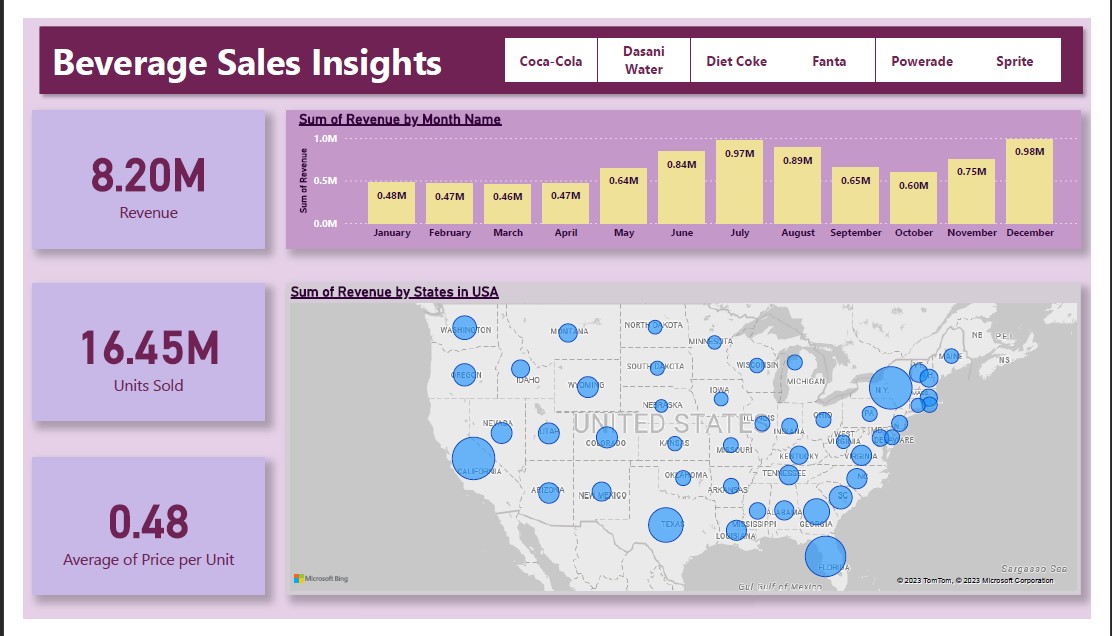 Beverage Sales Insights
Coca-Cola
Dasani
Water
Diet Coke
Fanta
Powerade
Sprite
8.20M
Revenue
Sum of Revenue by Month Name
Sum of Revenue
1.0M
0.5M
0.0M
0.48M
0.47M
0.46M
0.47M
0.64M
0.84M
0.97M
0.89M
0.65M
0.60M
0.75M
0.98M
January
February
March
April
May
June
July
August
September
October
November
December
16.45M
Units Sold
0.48
Average of Price per Unit
Sum of Revenue by States in USA
WASHINGTON
MONTANA
NORTH DAKOTA
MINNESOTA
NB
P.E.I.
NS
MAINE
VT
OREGON
IDAHO
WYOMING
SOUTH DAKOTA
WISCONSIN
MICHIGAN
N.Y.
MA
NEBRASKA
IOWA
UNITED STATES
NEVADA
UTAH
COLORADO
KANSAS
MISSOURI
ILLINOIS
INDIANA
OHIO
PA
NJ
MD
DELAWARE
WEST
VIRGINIA
VIRGINIA
KENTUCKY
CALIFORNIA
ARIZONA
NEW MEXICO
OKLAHOMA
ARKANSAS
TENNESSEE
NC
SC
TEXAS
LOUISIANA
MISSISSIPPI
ALABAMA
GEORGIA
FLORIDA
Gulf of Mexico
Sargasso Sea
Microsoft Bing
© 2023 TomTom, © 2023 Microsoft Corporation